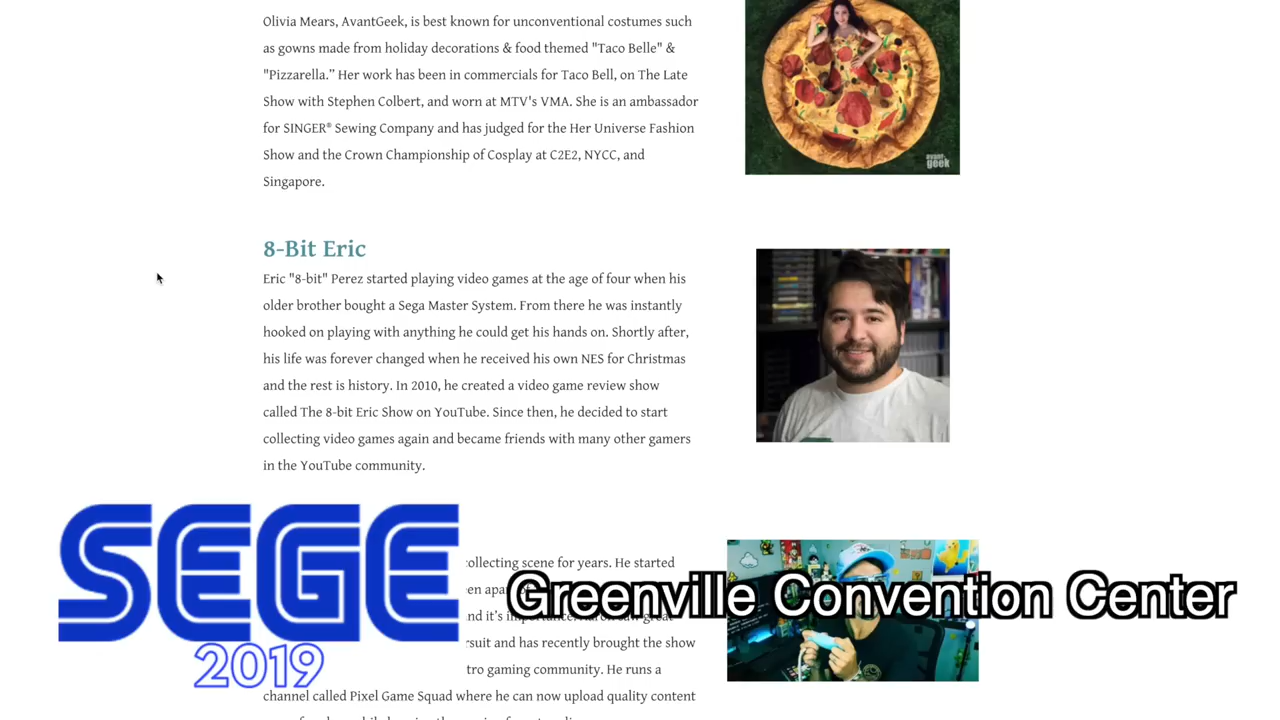 Olivia Mears, AvantGeek, is best known for unconventional costumes such
as gowns made from holiday decorations & food themed "Taco Belle" &
"Pizzarella.” Her work has been in commercials for Taco Bell, on The Late
Show with Stephen Colbert, and worn at MTV's VMA. She is an ambassador
for SINGER® Sewing Company and has judged for the Her Universe Fashion
Show and the Crown Championship of Cosplay at C2E2, NYCC, and
Singapore.
avant geek
8-Bit Eric
Eric "8-bit" Perez started playing video games at the age of four when his
older brother bought a Sega Master System. From there he was instantly
hooked on playing with anything he could get his hands on. Shortly after,
his life was forever changed when he received his own NES for Christmas
and the rest is history. In 2010, he created a video game review show
called The 8-bit Eric Show on YouTube. Since then, he decided to start
collecting video games again and became friends with many other gamers
in the YouTube community.
SEGE
2019
collecting scene for years. He started
Greenville Convention Center
and it's
and has recently brought the show
gaming community. He runs a
channel called Pixel Game Squad where he can now upload quality content